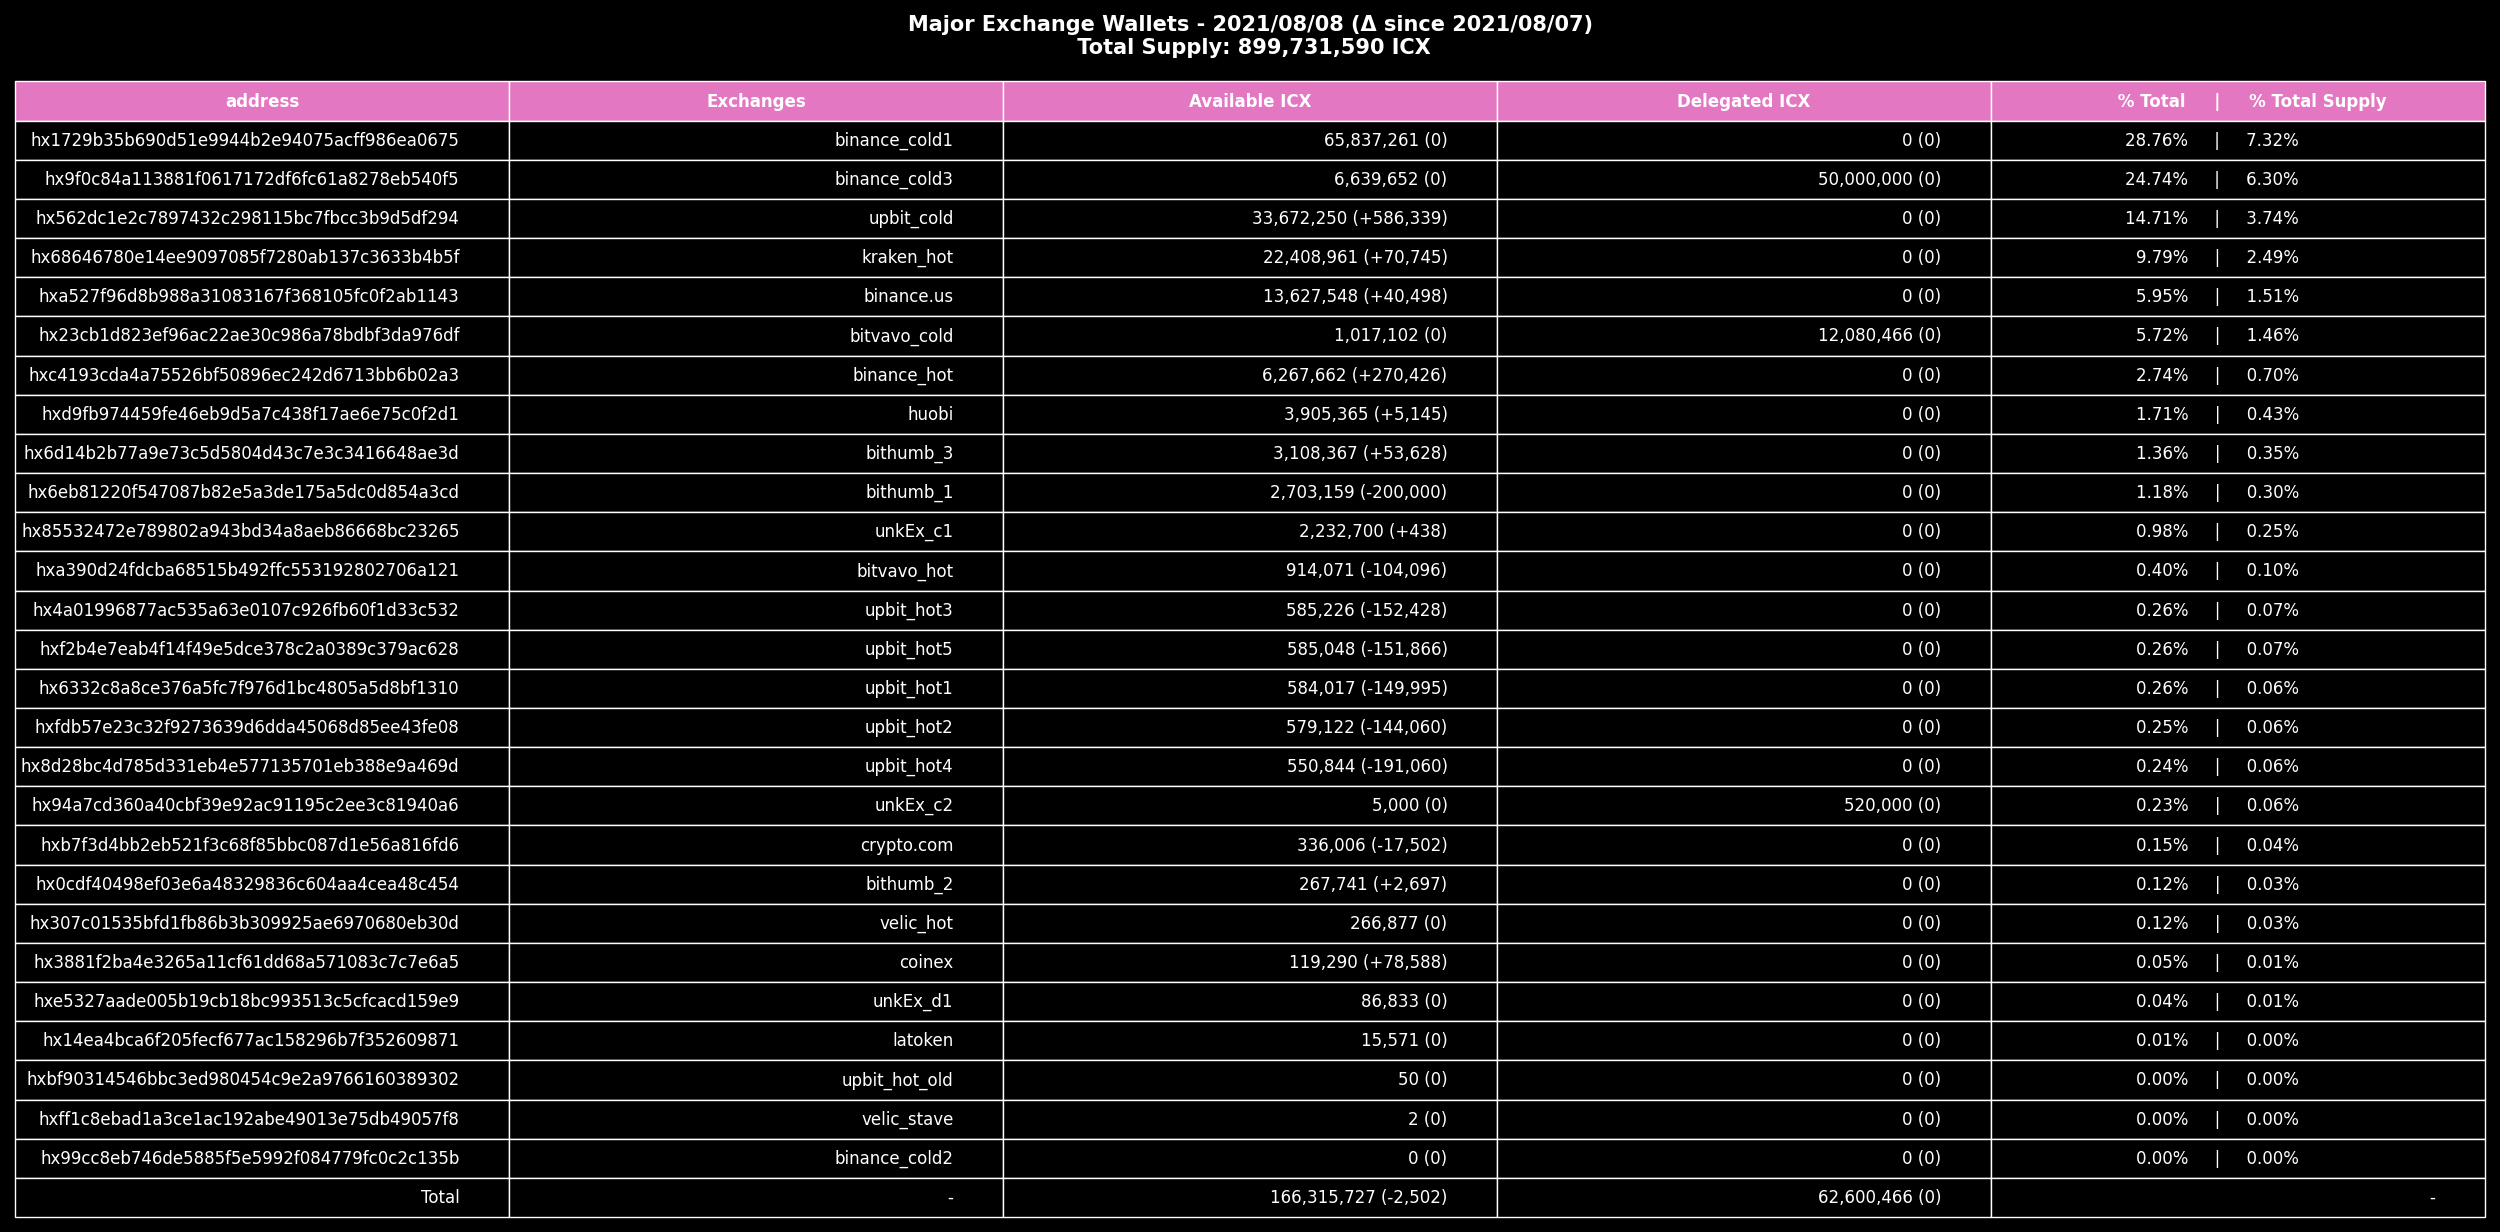 Major Exchange Wallets - 2021/08/08 (Δ since 2021/08/07)
Total Supply: 899,731,590 ICX
address Exchanges Available ICX Delegated ICX % Total | % Total Supply
hx1729b35b690d51e9944b2e94075acff986ea0675 binance_cold1 65,837,261 (0) 0 (0) 28.76% | 7.32%
hx9f0c84a113881f0617172df6fc61a8278eb540f5 binance_cold3 6,639,652 (0) 50,000,000 (0) 24.74% | 6.30%
hx562dc1e2c7897432c298115bc7fbcc3b9d5df294 upbit_cold 33,672,250 (+586,339) 0 (0) 14.71% | 3.74%
hx68646780e14ee9097085f7280ab137c3633b4b5f kraken_hot 22,408,961 (+70,745) 0 (0) 9.79% | 2.49%
hxa527f96d8b988a31083167f368105fc0f2ab1143 binance.us 13,627,548 (+40,498) 0 (0) 5.95% | 1.51%
hx23cb1d823ef96ac22ae30c986a78bdbf3da976df bitvavo_cold 1,017,102 (0) 12,080,466 (0) 5.72% | 1.46%
hxc4193cda4a75526bf50896ec242d6713bb6b02a3 binance_hot 6,267,662 (+270,426) 0 (0) 2.74% | 0.70%
hxd9fb974459fe46eb9d5a7c438f17ae6e75c0f2d1 huobi 3,905,365 (+5,145) 0 (0) 1.71% | 0.43%
hx6d14b2b77a9e73c5d5804d43c7e3c3416648ae3d bithumb_3 3,108,367 (+53,628) 0 (0) 1.36% | 0.35%
hx6eb81220f547087b82e5a3de175a5dc0d854a3cd bithumb_1 2,703,159 (-200,000) 0 (0) 1.18% | 0.30%
hx85532472e789802a943bd34a8aeb86668bc23265 unkEx_c1 2,232,700 (+438) 0 (0) 0.98% | 0.25%
hxa390d24fdcba68515b492ffc553192802706a121 bitvavo_hot 914,071 (-104,096) 0 (0) 0.40% | 0.10%
hx4a01996877ac535a63e0107c926fb60f1d33c532 upbit_hot3 585,226 (-152,428) 0 (0) 0.26% | 0.07%
hxf2b4e7eab4f14f49e5dce378c2a0389c379ac628 upbit_hot5 585,048 (-151,866) 0 (0) 0.26% | 0.07%
hx6332c8a8ce376a5fc7f976d1bc4805a5d8bf1310 upbit_hot1 584,017 (-149,995) 0 (0) 0.26% | 0.06%
hxfdb57e23c32f9273639d6dda45068d85ee43fe08 upbit_hot2 579,122 (-144,060) 0 (0) 0.25% | 0.06%
hx8d28bc4d785d331eb4e577135701eb388e9a469d upbit_hot4 550,844 (-191,060) 0 (0) 0.24% | 0.06%
hx94a7cd360a40cbf39e92ac91195c2ee3c81940a6 unkEx_c2 5,000 (0) 520,000 (0) 0.23% | 0.06%
hxb7f3d4bb2eb521f3c68f85bbc087d1e56a816fd6 crypto.com 336,006 (-17,502) 0 (0) 0.15% | 0.04%
hx0cdf40498ef03e6a48329836c604aa4cea48c454 bithumb_2 267,741 (+2,697) 0 (0) 0.12% | 0.03%
hx307c01535bfd1fb86b3b309925ae6970680eb30d velic_hot 266,877 (0) 0 (0) 0.12% | 0.03%
hx3881f2ba4e3265a11cf61dd68a571083c7c7e6a5 coinex 119,290 (+78,588) 0 (0) 0.05% | 0.01%
hxe5327aade005b19cb18bc993513c5cfcacd159e9 unkEx_d1 86,833 (0) 0 (0) 0.04% | 0.01%
hx14ea4bca6f205fecf677ac158296b7f352609871 latoken 15,571 (0) 0 (0) 0.01% | 0.00%
hxbf90314546bbc3ed980454c9e2a9766160389302 upbit_hot_old 50 (0) 0 (0) 0.00% | 0.00%
hxff1c8ebad1a3ce1ac192abe49013e75db49057f8 velic_stave 2 (0) 0 (0) 0.00% | 0.00%
hx99cc8eb746de5885f5e5992f084779fc0c2c135b binance_cold2 0 (0) 0 (0) 0.00% | 0.00%
Total - 166,315,727 (-2,502) 62,600,466 (0) -